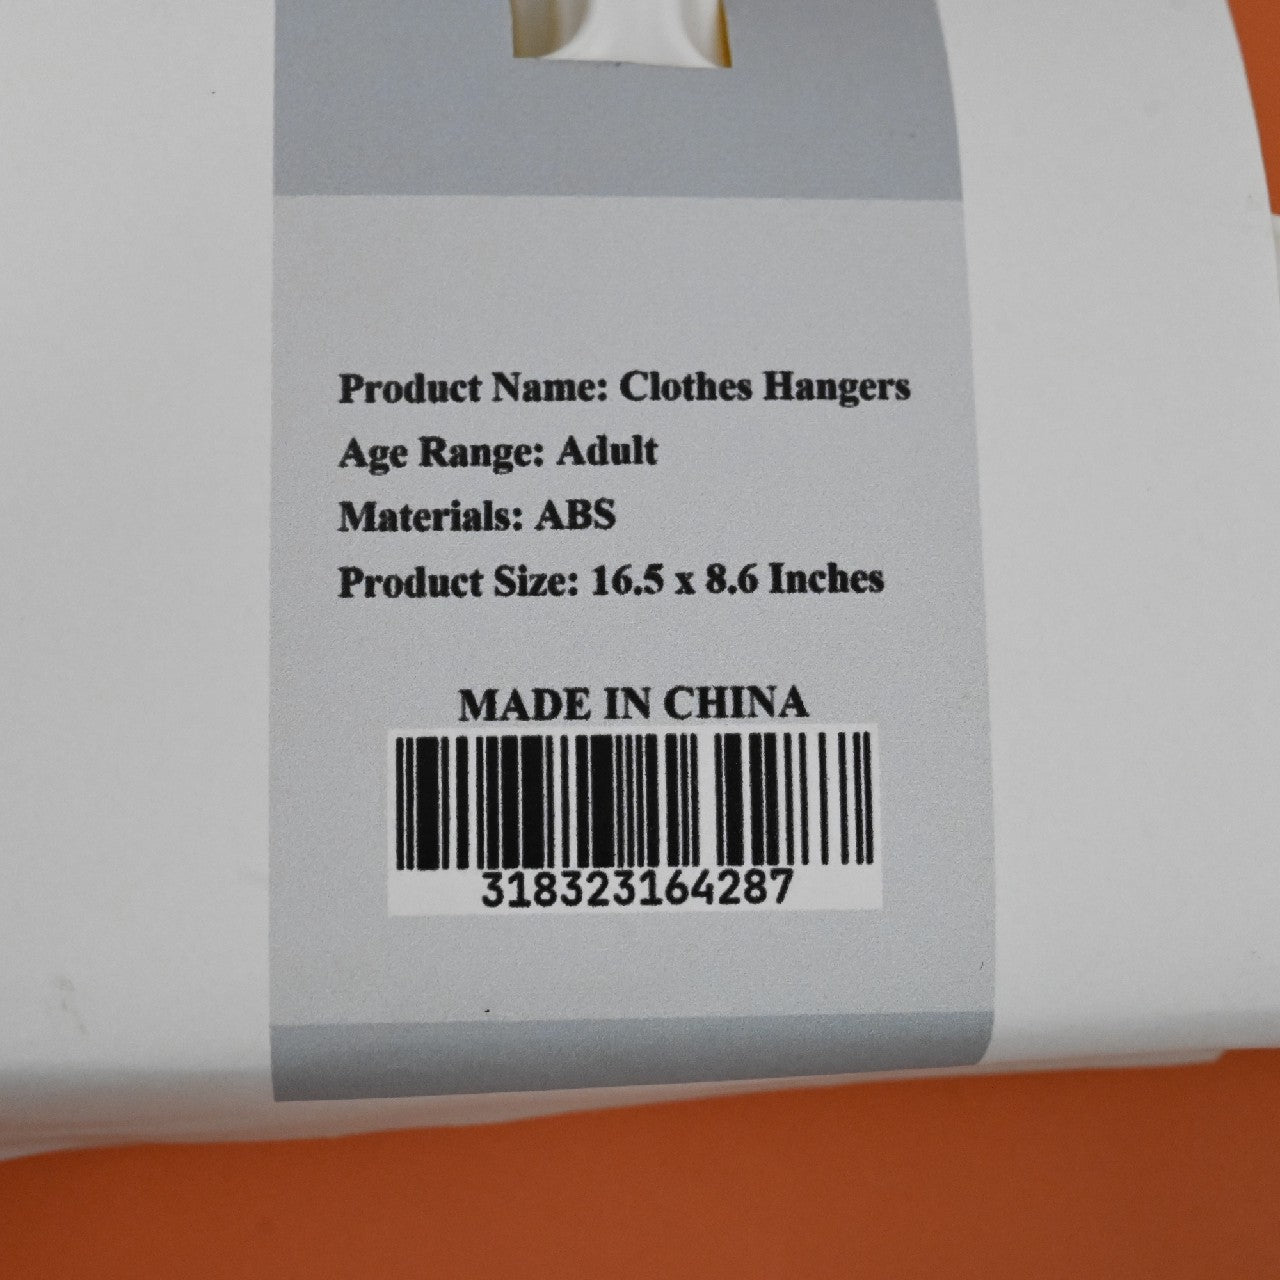 Product Name: Clothes Hangers
Age Range: Adult
Materials: ABS
Product Size: 16.5 x 8.6 Inches
MADE IN CHINA
318323164287